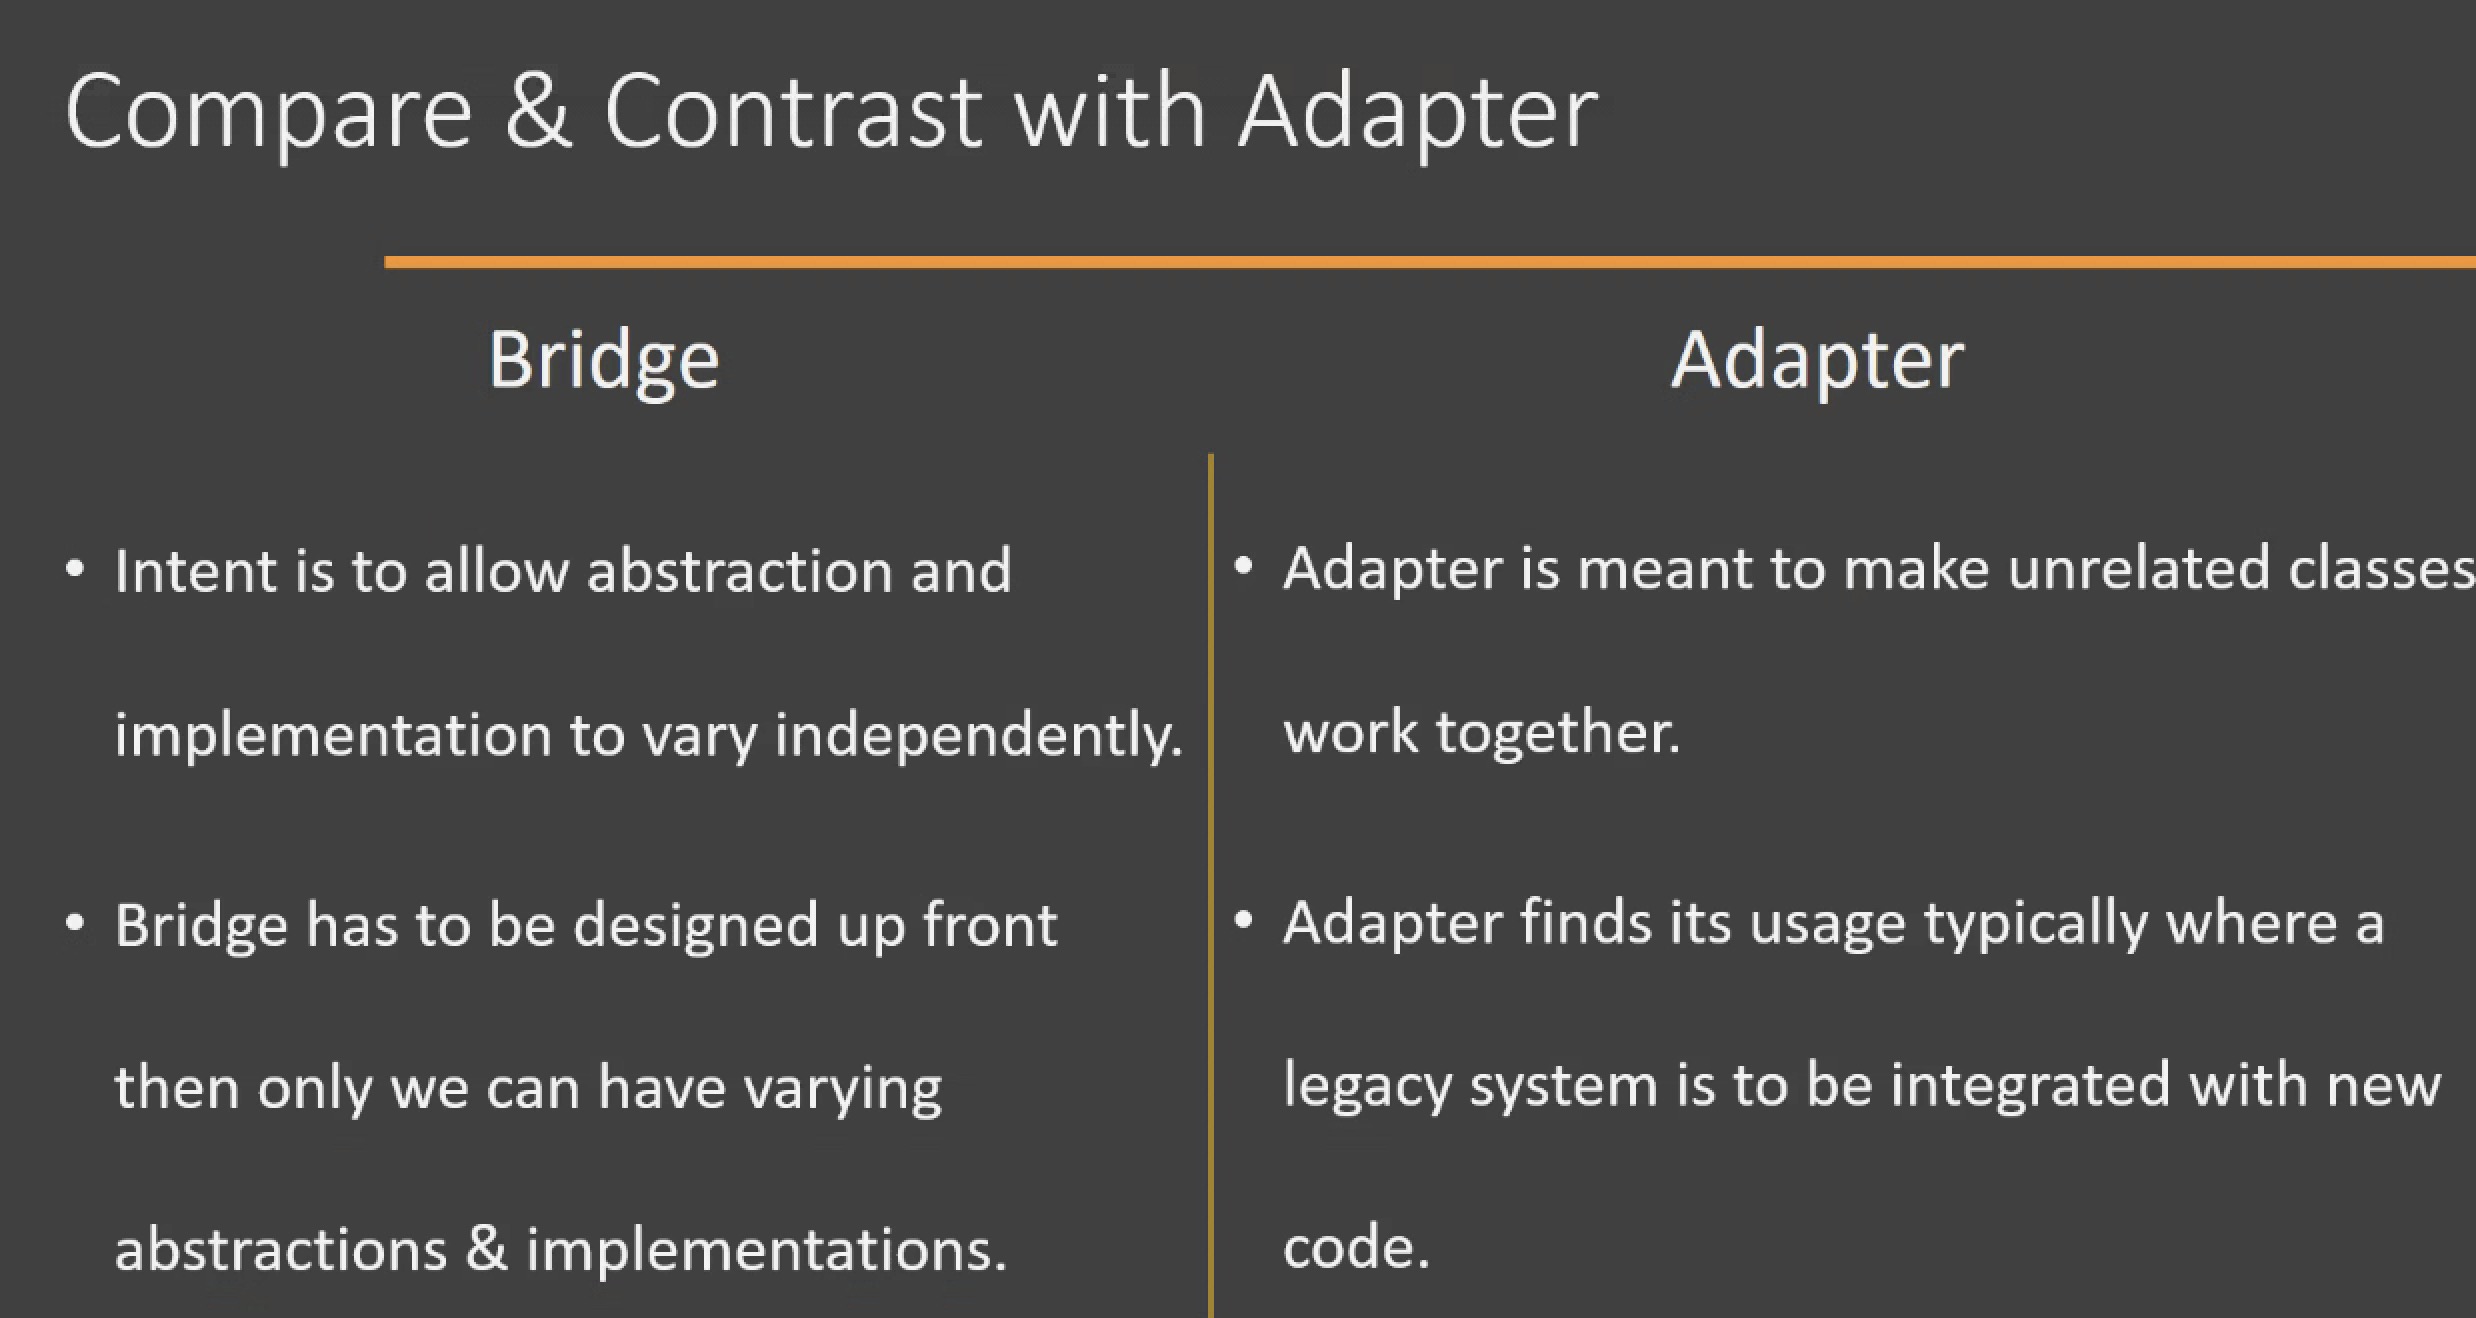 Compare & Contrast with Adapter
Bridge
• Intent is to allow abstraction and
implementation to vary independently.
• Bridge has to be designed up front
then only we can have varying
abstractions & implementations.
Adapter
• Adapter is meant to make unrelated classes
work together.
• Adapter finds its usage typically where a
legacy system is to be integrated with new
code.